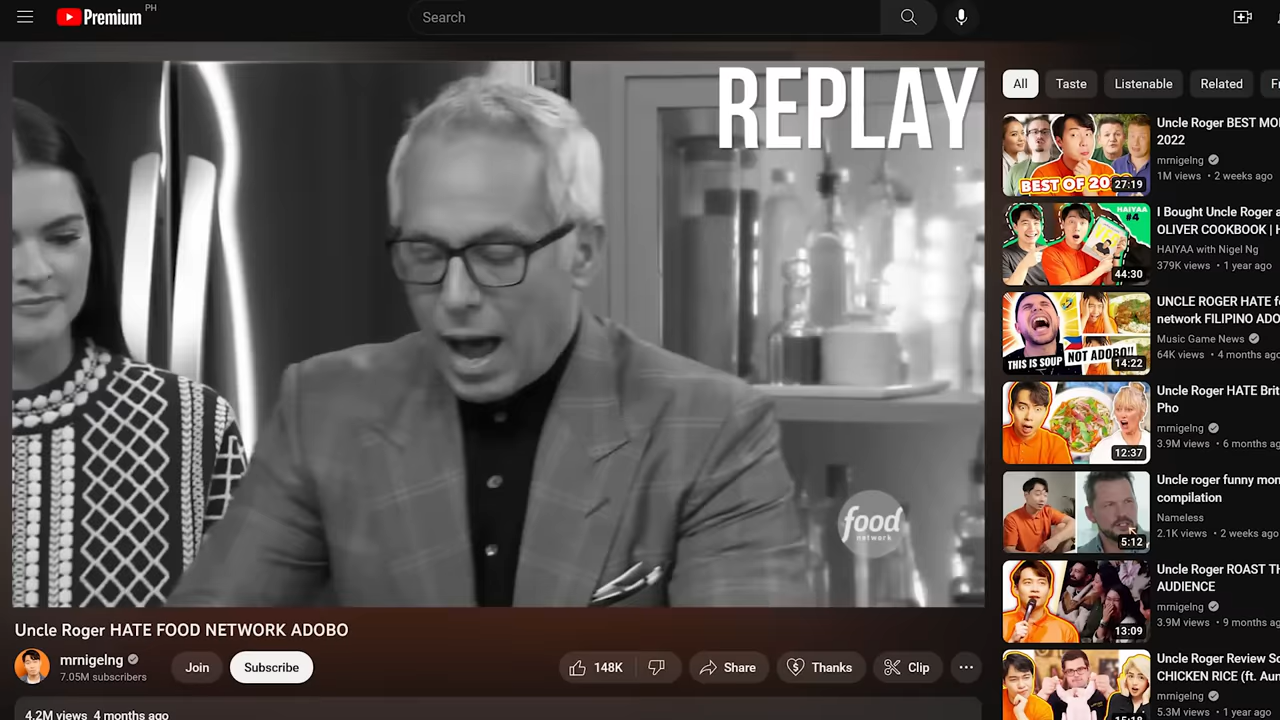 Premium
PH
Search
REPLAY
food
network
Uncle Roger HATE FOOD NETWORK ADOBO
mrnigelng
7.05M subscribers
Join
Subscribe
148K
Share
Thanks
Clip
4.2M views 4 months ago
All
Taste
Listenable
Related
BEST OF 20
27:19
Uncle Roger BEST
2022
mrnigelng
1M views • 2 weeks ago
HAIYAA
#4
44:30
I Bought Uncle Roger
OLIVER COOKBOOK |
HAIYAA with Nigel Ng
379K views • 1 year ago
THIS IS SOUP
NOT ADOBO!!
14:22
UNCLE ROGER HATE
network FILIPINO
Music Game News
64K views • 4 months ago
12:37
Uncle Roger HATE
Pho
mrnigelng
3.9M views • 6 months ago
5:12
Uncle roger funny
compilation
Nameless
2.1K views • 2 weeks ago
13:09
Uncle Roger ROAST
AUDIENCE
mrnigelng
3.9M views • 9 months ago
Uncle Roger Review
CHICKEN RICE (ft.
mrnigelng
5.3M views • 1 year ago